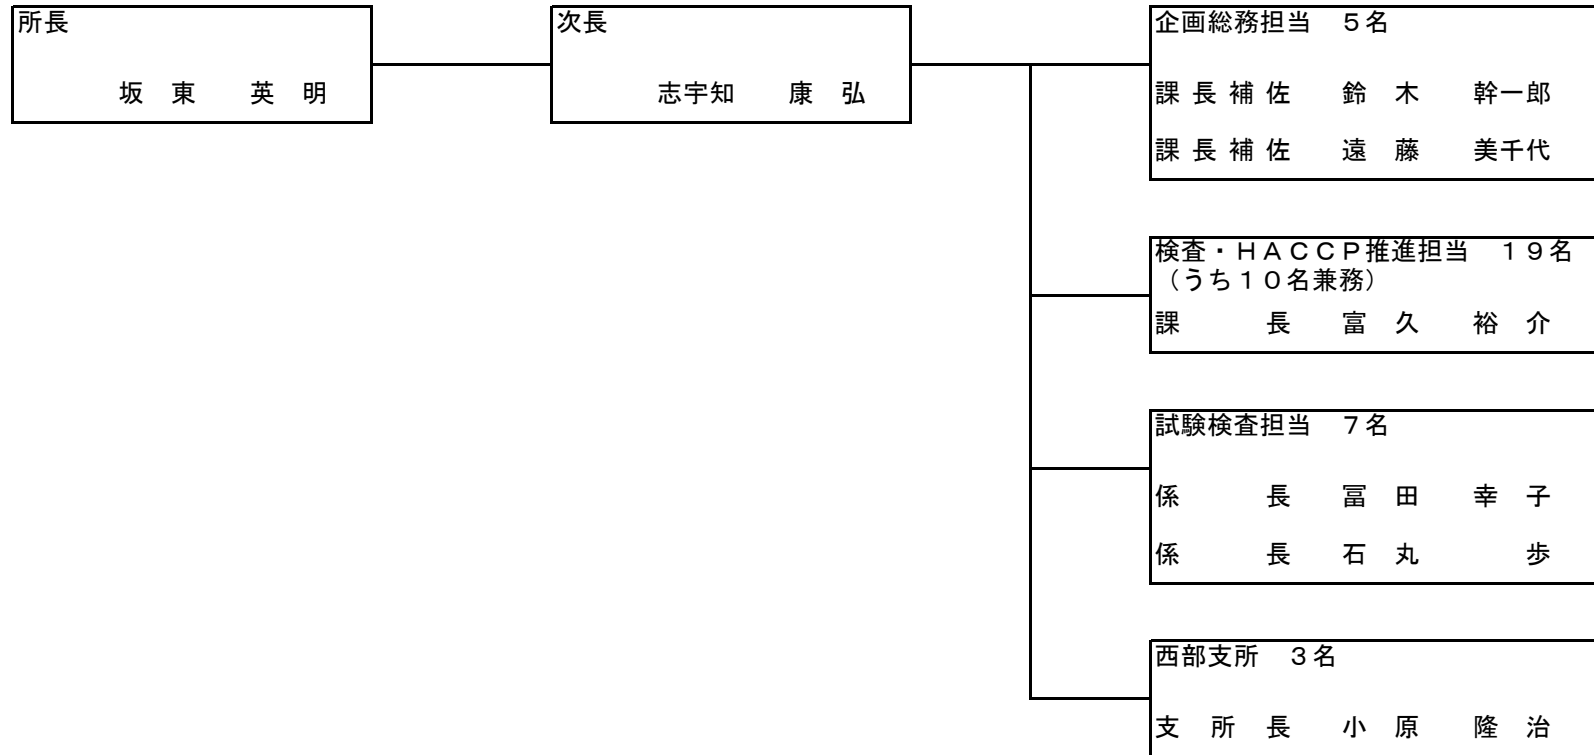 所長
坂　東　　英　明
次長
志宇知　　康　弘
企画総務担当　５名
課長補佐　　鈴　木　　幹一郎
課長補佐　　遠　藤　　美千代
検査・ＨＡＣＣＰ推進担当　１９名
（うち１０名兼務）
課　　　長　　富　久　　裕　介
試験検査担当　７名
係　　　長　　冨　田　　幸　子
係　　　長　　石　丸　　　　歩
西部支所　３名
支　所　長　　小　原　　隆　治